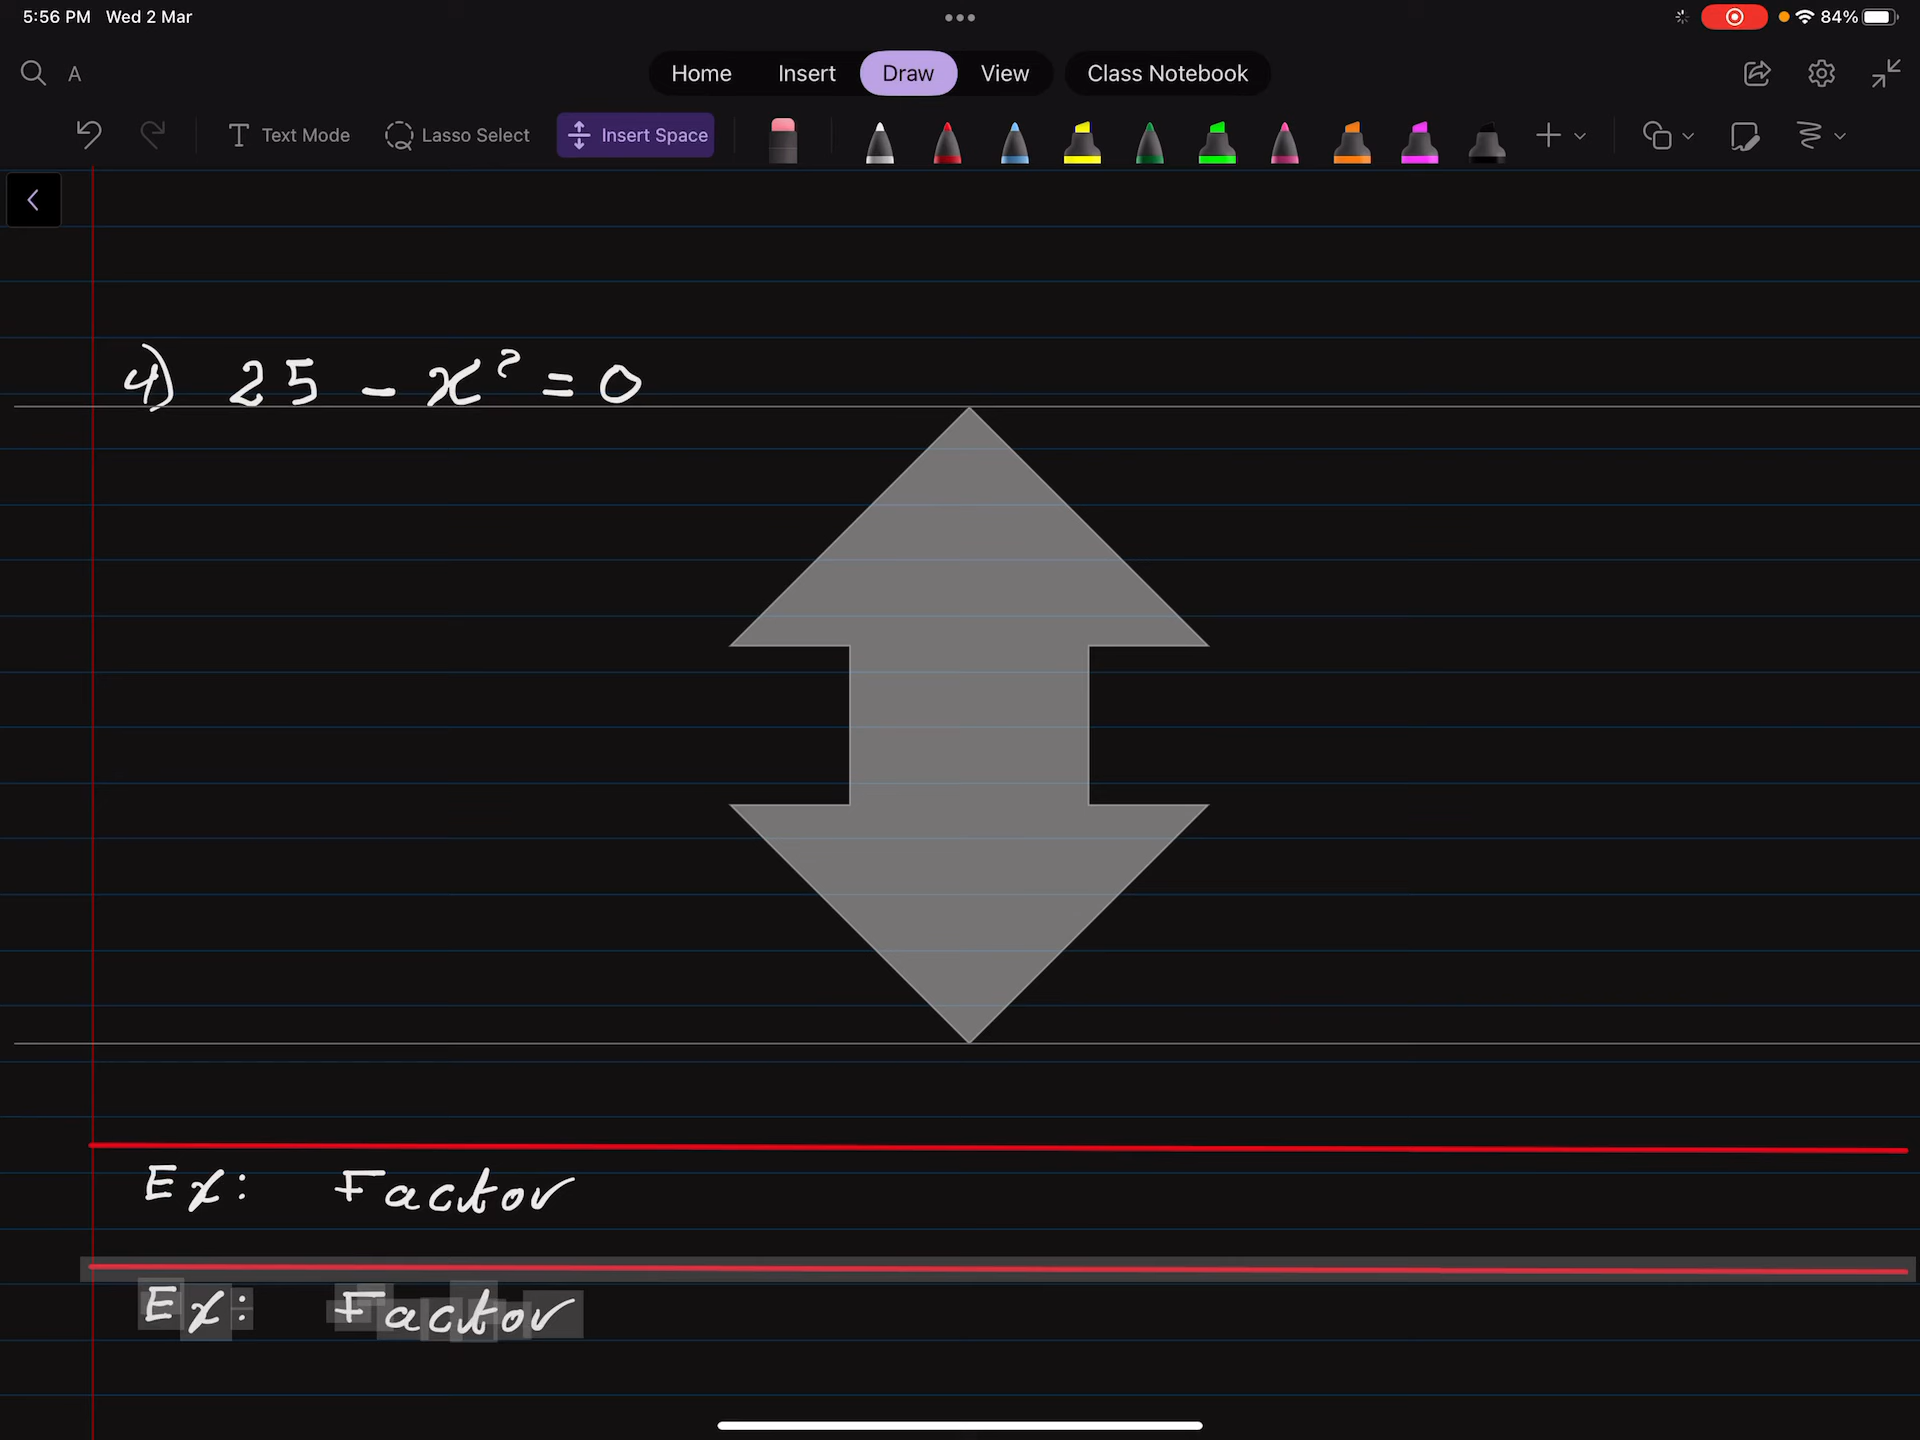 5:56 PM Wed 2 Mar 84%
A Home Insert Draw View Class Notebook
Text Mode Lasso Select Insert Space
4) 25 - x² = 0
Ex: Factor
Ex: Factor